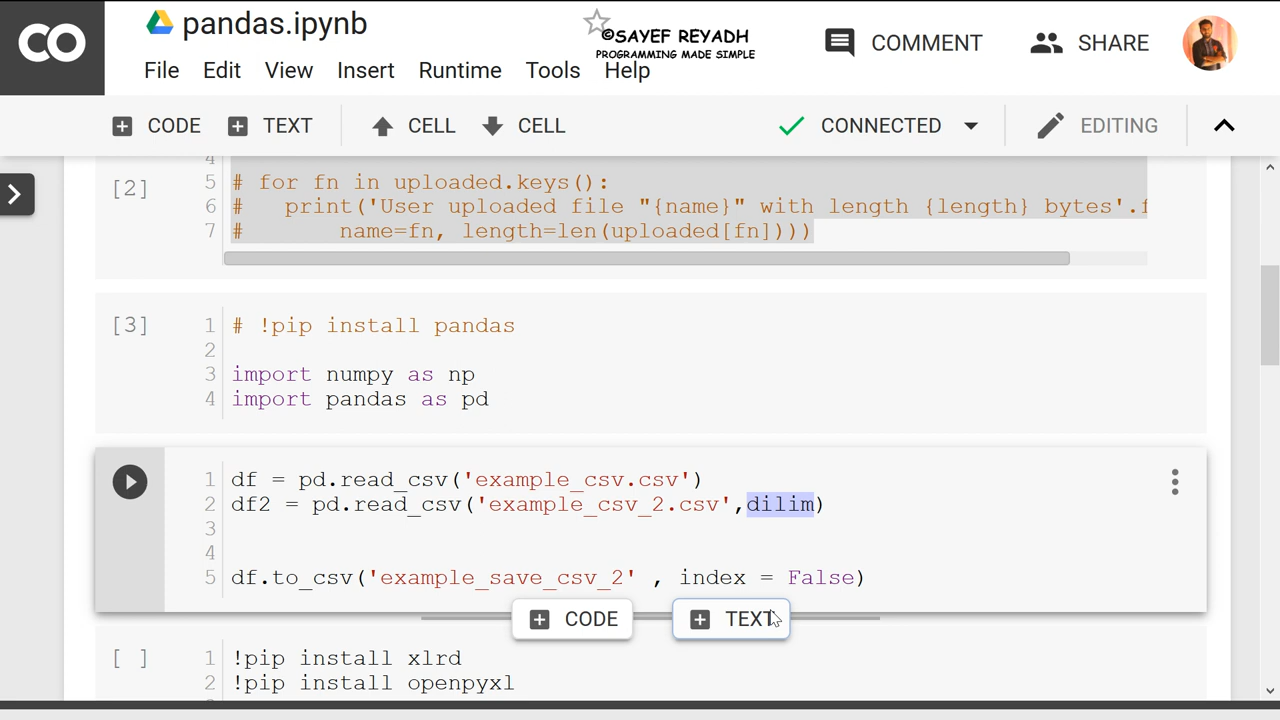 CO
pandas.ipynb
©SAYEF REYADH
PROGRAMMING MADE SIMPLE
COMMENT
SHARE
File Edit View Insert Runtime Tools Help
CODE TEXT CELL CELL CONNECTED EDITING
4
[2]
5 # for fn in uploaded.keys():
6 #   print('User uploaded file "{name}" with length {length} bytes'.f
7 #       name=fn, length=len(uploaded[fn])))
[3]
1 # !pip install pandas
2
3 import numpy as np
4 import pandas as pd
1 df = pd.read_csv('example_csv.csv')
2 df2 = pd.read_csv('example_csv_2.csv',dilim)
3
4
5 df.to_csv('example_save_csv_2' , index = False)
CODE TEXT
[ ]
1 !pip install xlrd
2 !pip install openpyxl